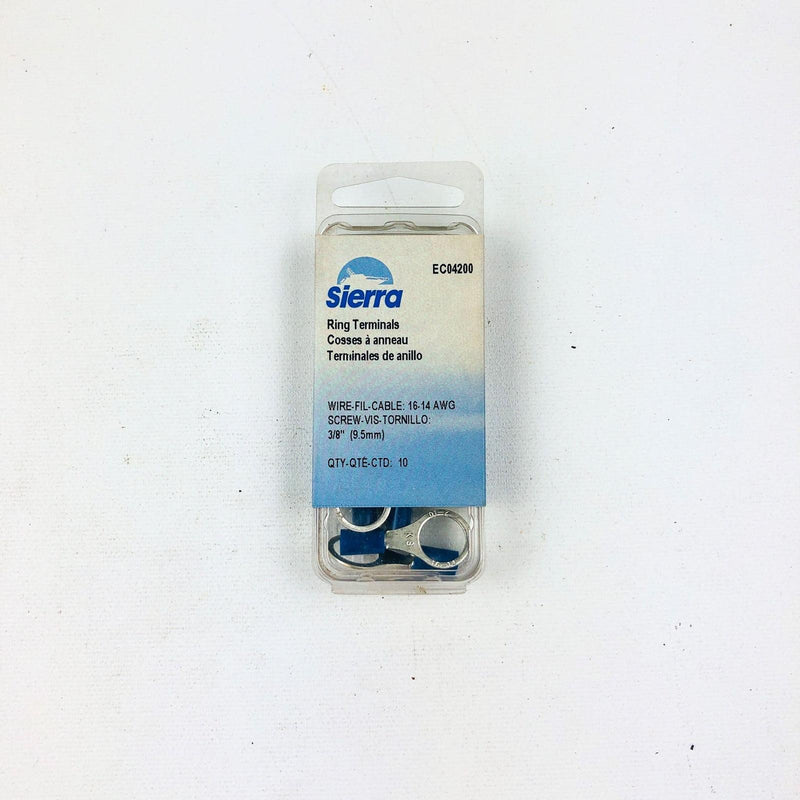 EC04200
Sierra
Ring Terminals
Cosses à anneau
Terminales de anillo
WIRE-FIL-CABLE: 16-14 AWG
SCREW-VIS-TORNILLO:
3/8" (9.5mm)
QTY-QTÉ-CTD: 10